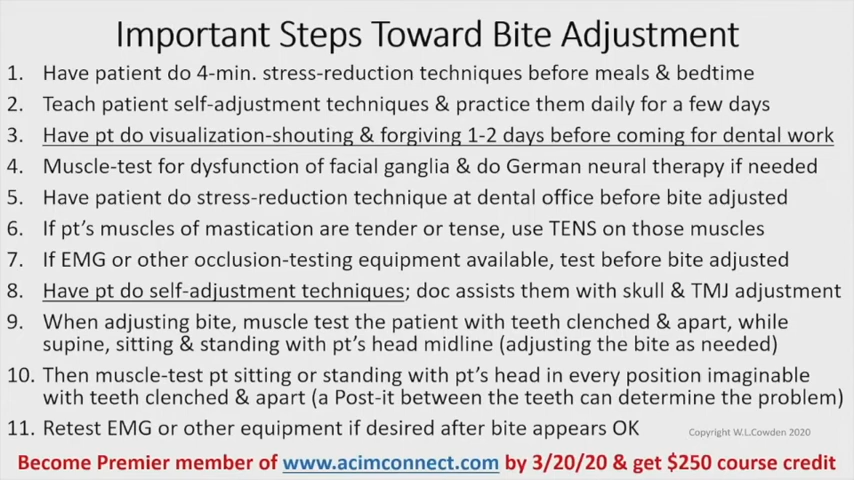 Important Steps Toward Bite Adjustment
1. Have patient do 4-min. stress-reduction techniques before meals & bedtime
2. Teach patient self-adjustment techniques & practice them daily for a few days
3. Have pt do visualization-shouting & forgiving 1-2 days before coming for dental work
4. Muscle-test for dysfunction of facial ganglia & do German neural therapy if needed
5. Have patient do stress-reduction technique at dental office before bite adjusted
6. If pt's muscles of mastication are tender or tense, use TENS on those muscles
7. If EMG or other occlusion-testing equipment available, test before bite adjusted
8. Have pt do self-adjustment techniques; doc assists them with skull & TMJ adjustment
9. When adjusting bite, muscle test the patient with teeth clenched & apart, while
supine, sitting & standing with pt's head midline (adjusting the bite as needed)
10. Then muscle-test pt sitting or standing with pt's head in every position imaginable
with teeth clenched & apart (a Post-it between the teeth can determine the problem)
11. Retest EMG or other equipment if desired after bite appears OK
Copyright W.L.Cowden 2020
Become Premier member of www.acimconnect.com by 3/20/20 & get $250 course credit